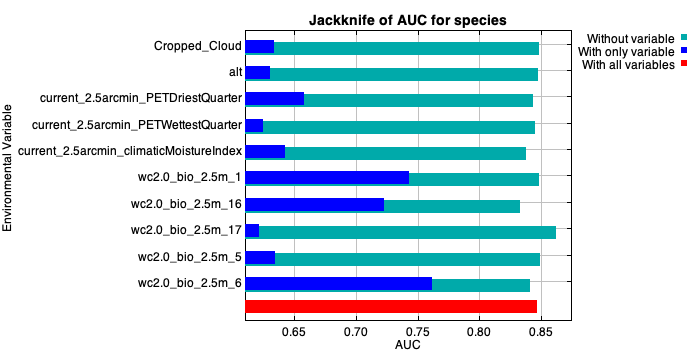 Jackknife of AUC for species
Without variable
With only variable
With all variables
Environmental Variable
Cropped_Cloud
alt
current_2.5arcmin_PETDriestQuarter
current_2.5arcmin_PETWettestQuarter
current_2.5arcmin_climaticMoistureIndex
wc2.0_bio_2.5m_1
wc2.0_bio_2.5m_16
wc2.0_bio_2.5m_17
wc2.0_bio_2.5m_5
wc2.0_bio_2.5m_6
0.65 0.70 0.75 0.80 0.85
AUC